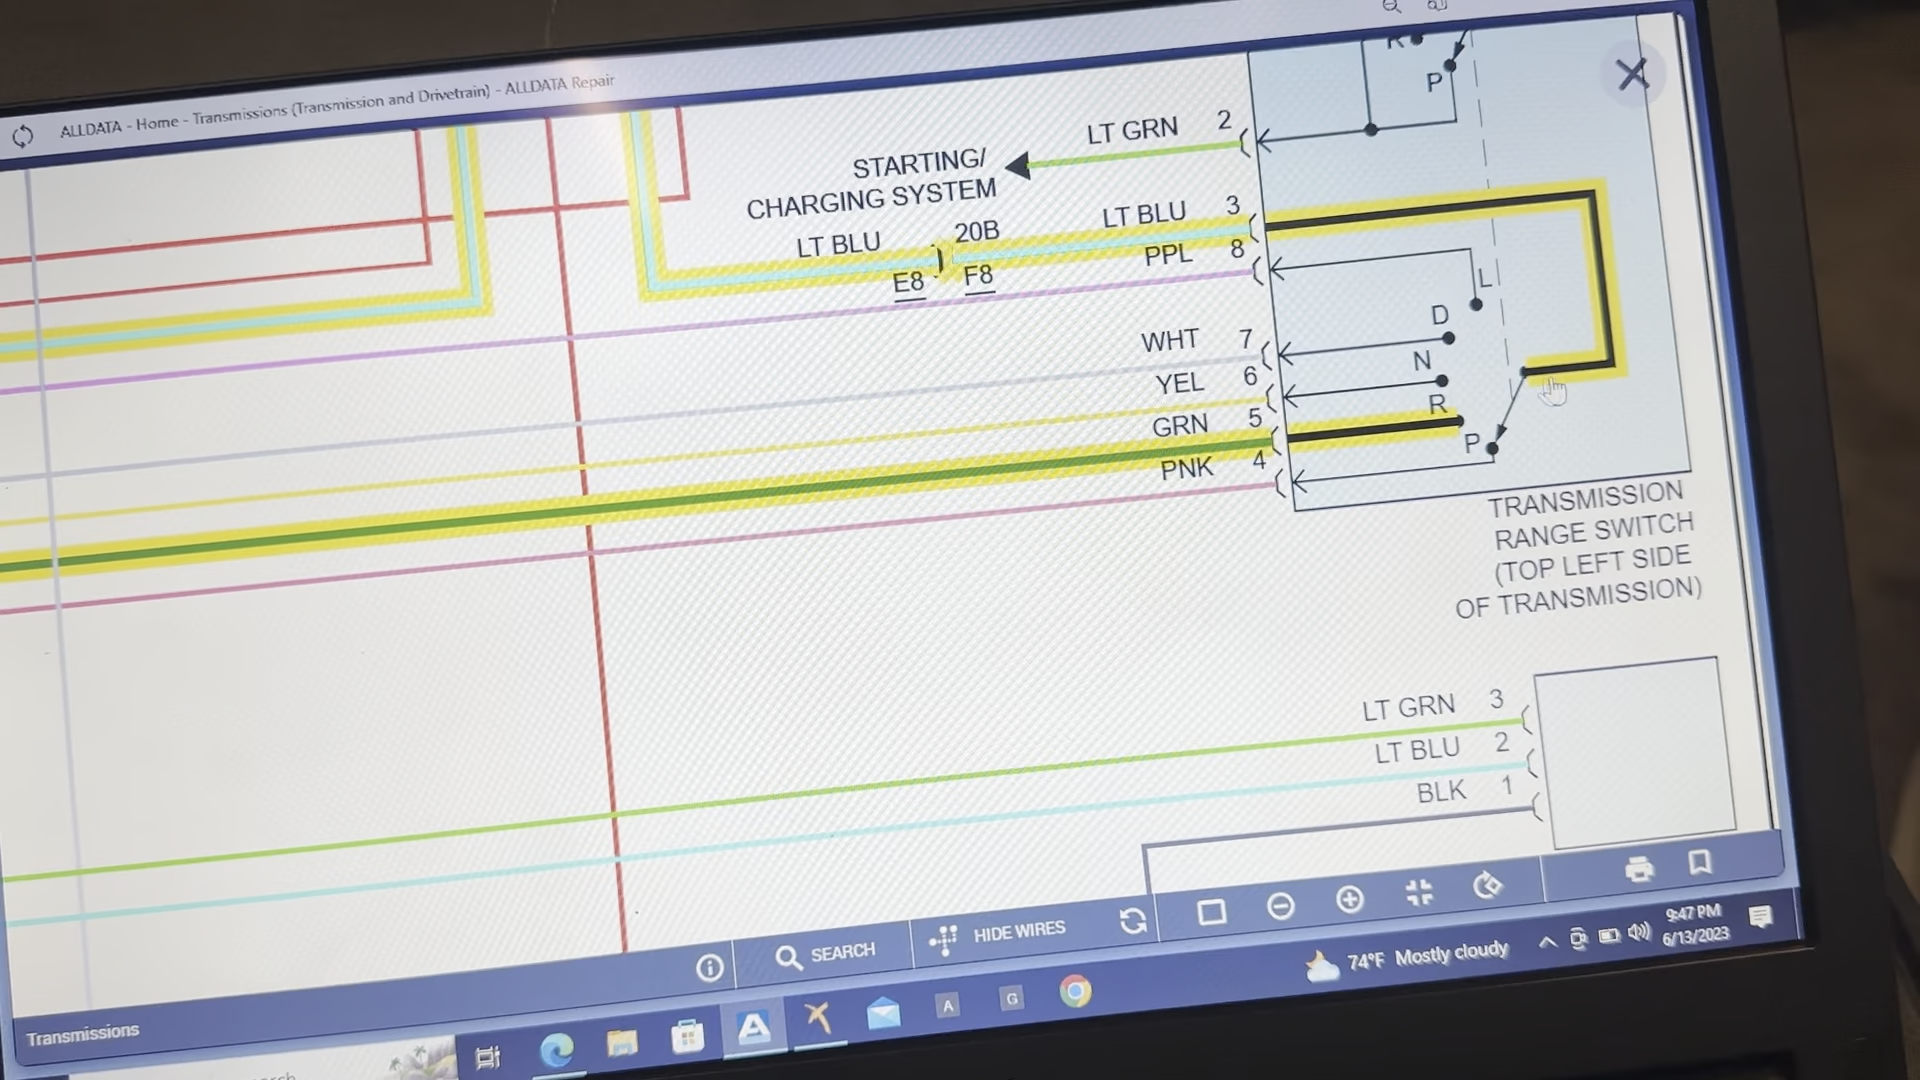 ALLDATA - Home - Transmissions (Transmission and Drivetrain) - ALLDATA Repair
P
LT GRN 2
STARTING/
CHARGING SYSTEM
LT BLU 3
LT BLU 20B
PPL 8
E8 F8
L
D
WHT 7
N
YEL 6
R
GRN 5
P
PNK 4
TRANSMISSION
RANGE SWITCH
(TOP LEFT SIDE
OF TRANSMISSION)
LT GRN 3
LT BLU 2
BLK 1
SEARCH
HIDE WIRES
Transmissions
A
G
74°F Mostly cloudy
9:47 PM
6/13/2023